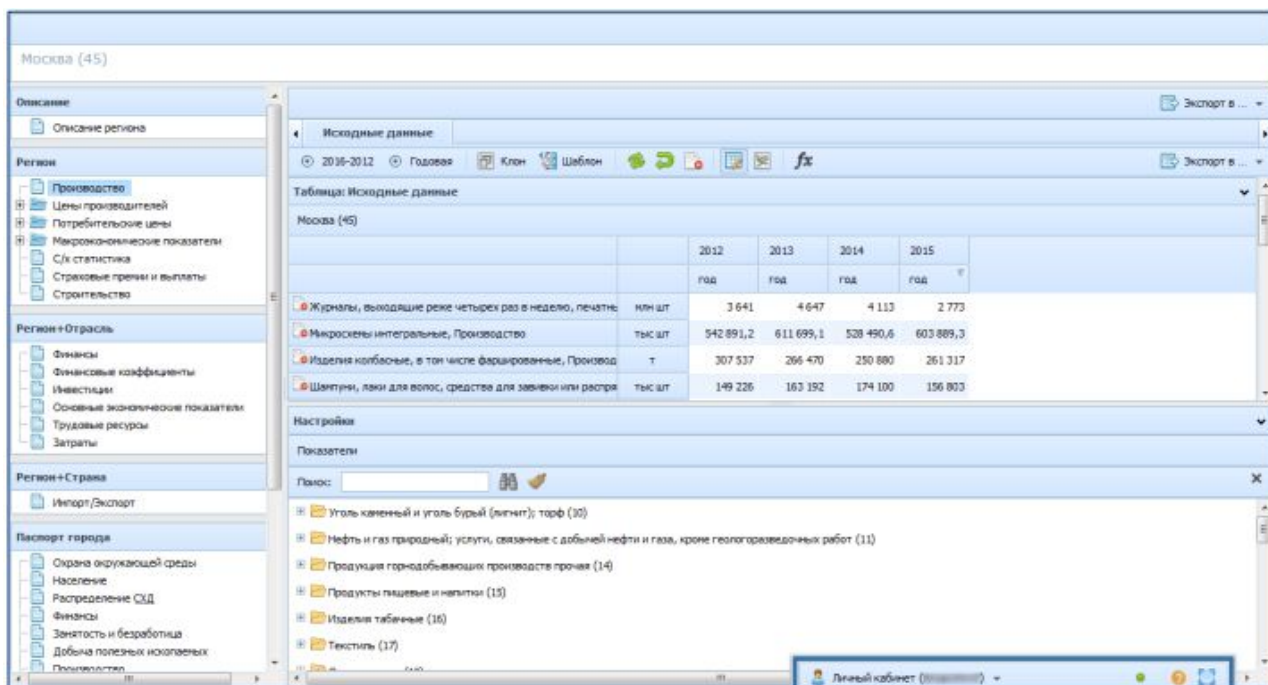 Москва (45)
Описание
Описание региона
Регион
Производство
Цены производителей
Потребительские цены
Макроэкономические показатели
С/х статистика
Страховые премии и выплаты
Строительство
Регион+Отрасль
Финансы
Финансовые коэффициенты
Инвестиции
Основные экономические показатели
Трудовые ресурсы
Затраты
Регион+Страна
Импорт/Экспорт
Паспорт города
Охрана окружающей среды
Население
Распределение СХД
Финансы
Занятость и безработица
Добыча полезных ископаемых
Производство
Экспорт в ...
Исходные данные
2016-2012 Годовая Клон Шаблон fx Экспорт в ...
Таблица: Исходные данные
Москва (45)
2012 2013 2014 2015
год год год год
Журналы, выходящие реже четырех раз в неделю, печатнь млн шт 3 641 4 647 4 113 2 773
Микросхемы интегральные, Производство тыс шт 542 891,2 611 699,1 528 490,6 603 889,3
Изделия колбасные, в том числе фаршированные, Производ т 307 537 266 470 250 880 261 317
Шампуни, лаки для волос, средства для завивки или распря тыс шт 149 226 163 192 174 100 156 803
Настройки
Показатели
Поиск:
Уголь каменный и уголь бурый (лигнит); торф (10)
Нефть и газ природный; услуги, связанные с добычей нефти и газа, кроме геологоразведочных работ (11)
Продукция горнодобывающих производств прочая (14)
Продукты пищевые и напитки (15)
Изделия табачные (16)
Текстиль (17)
Личный кабинет (